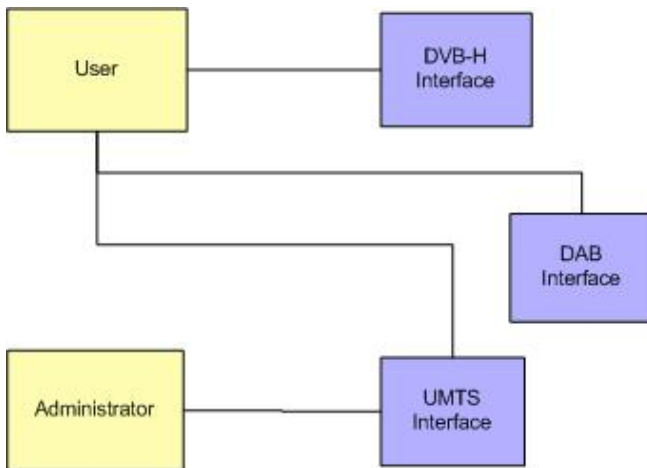 User
DVB-H
Interface
DAB
Interface
Administrator
UMTS
Interface